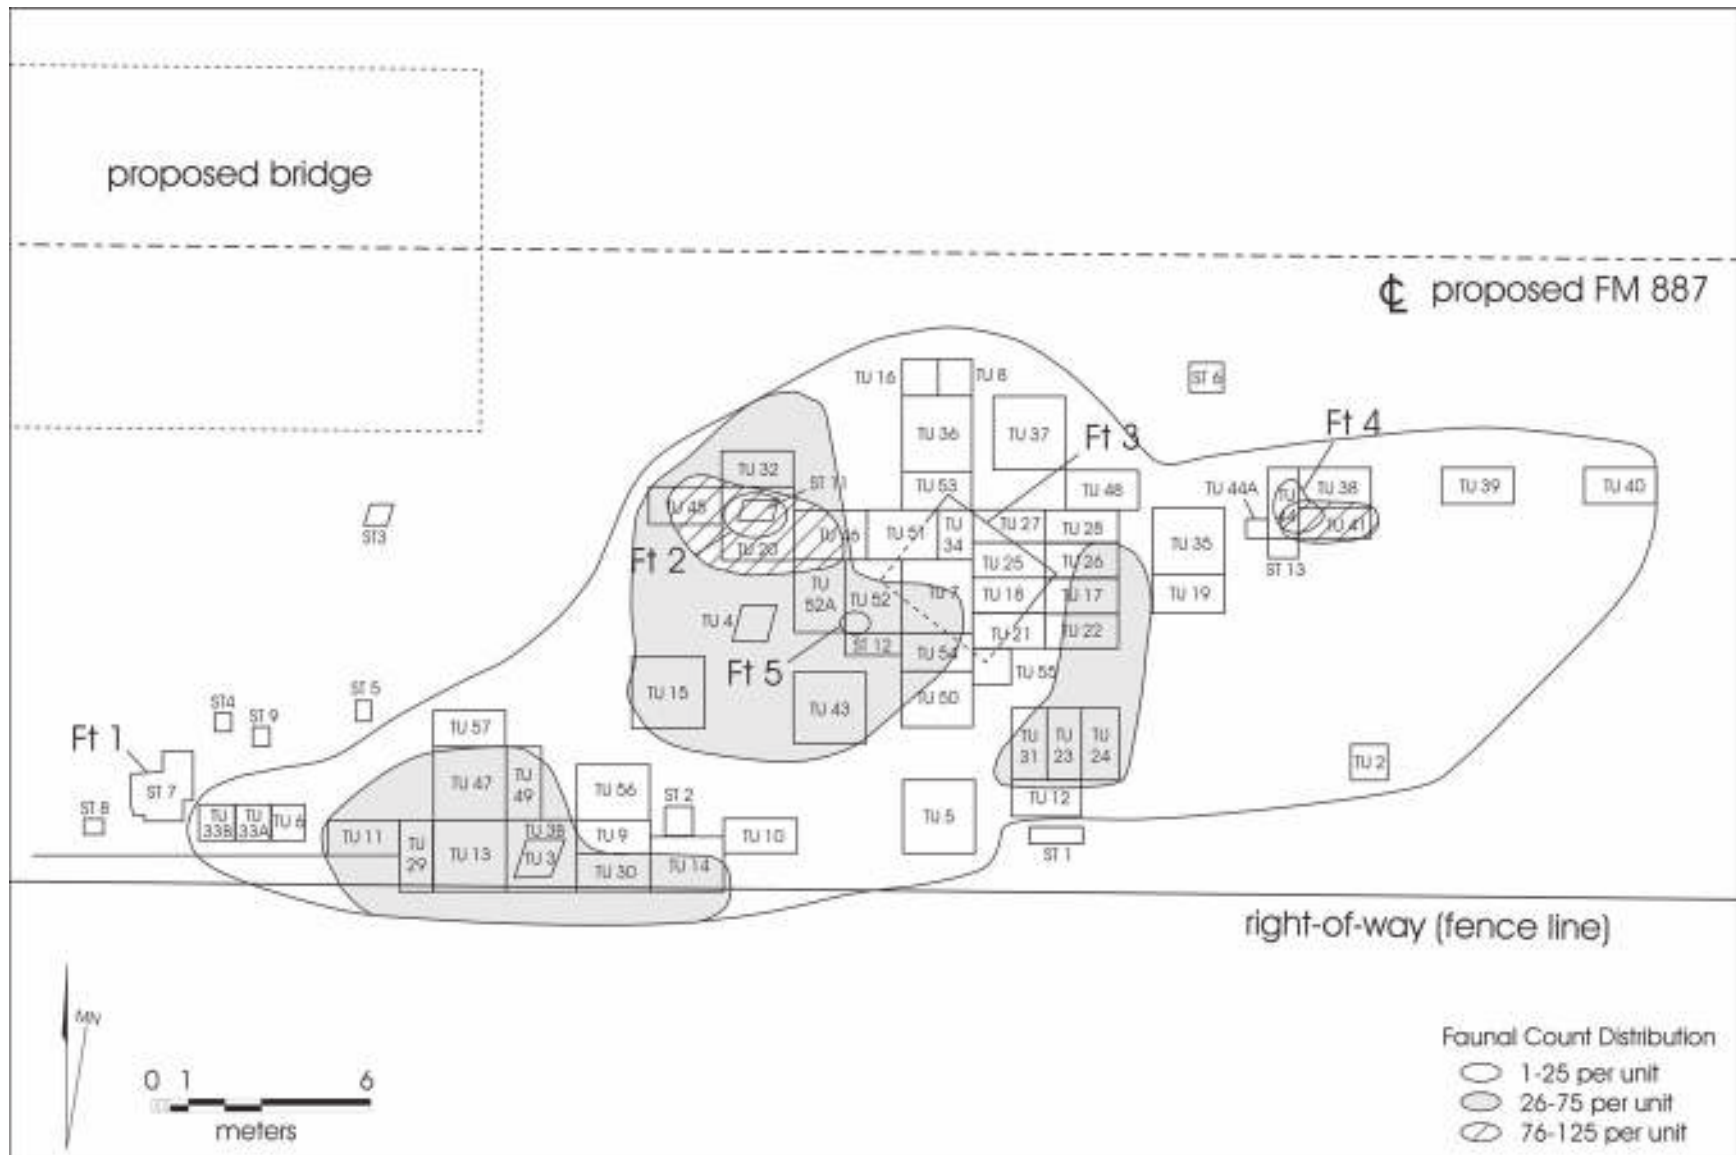 proposed bridge
℄ proposed FM 887
TU 16
TU 8
ST 6
TU 36
TU 37
Ft 3
Ft 4
TU 32
ST 11
TU 53
TU 48
TU 44A
TU 38
TU 39
TU 40
TU 45
ST3
TU 20
TU 46
TU 51
TU
34
TU 27
TU 28
TU 35
TU
44
TU 41
Ft 2
TU 25
TU 26
ST 13
TU
52A
TU 52
TU 7
TU 18
TU 17
TU 19
TU 4
TU 21
TU 22
ST 12
TU 54
Ft 5
TU 55
TU 15
TU 43
TU 50
ST4
ST 9
ST 5
TU 57
Ft 1
TU
31
TU
23
TU
24
TU 2
ST 7
TU 47
TU
49
TU 56
ST 2
TU 12
ST 8
TU
33B
TU
33A
TU 6
TU 5
TU 11
TU
29
TU 13
TU 3B
TU 3
TU 9
TU 10
ST 1
TU 30
TU 14
right-of-way (fence line)
MN
0 1 6
meters
Faunal Count Distribution
1-25 per unit
26-75 per unit
76-125 per unit